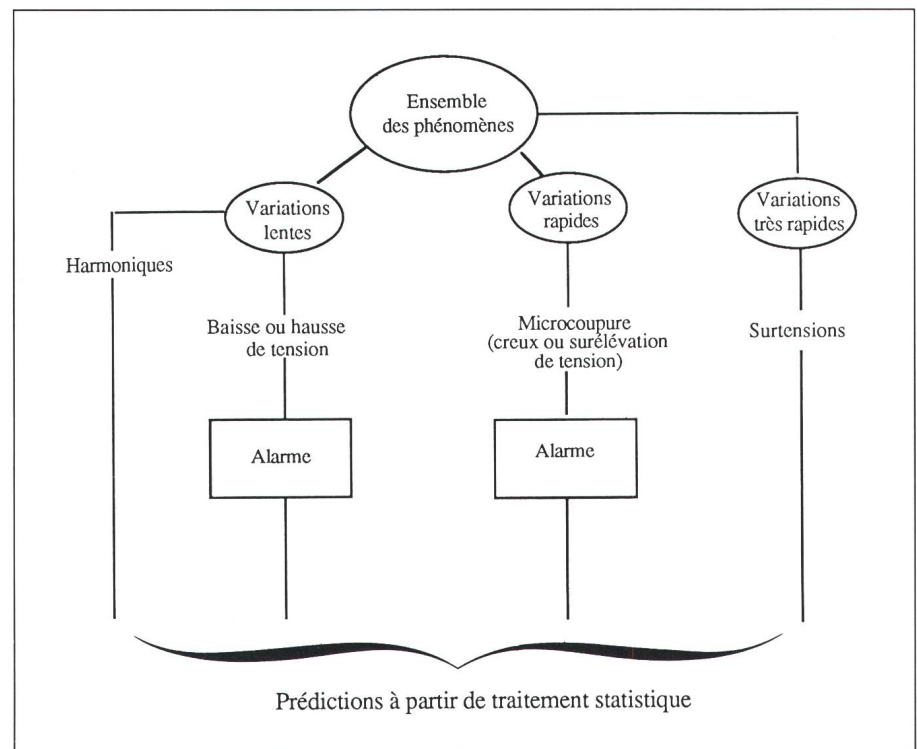 Ensemble
des phénomènes
Variations
lentes
Variations
rapides
Variations
très rapides
Harmoniques
Baisse ou hausse
de tension
Microcoupure
(creux ou surélévation
de tension)
Surtensions
Alarme
Alarme
Prédictions à partir de traitement statistique